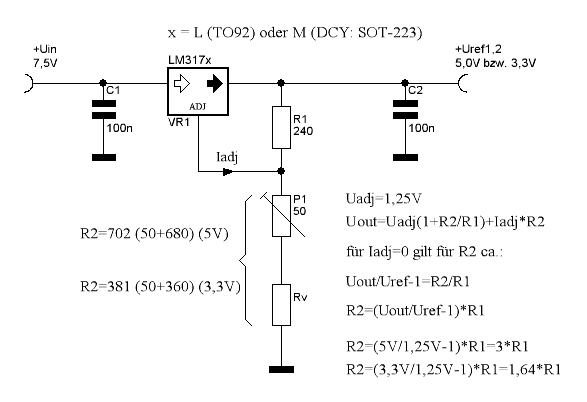 x = L (TO92) oder M (DCY: SOT-223)
+Uin
7,5V
LM317x
+Uref1,2
5,0V bzw. 3,3V
C1
100n
ADJ
VR1
C2
100n
R1
240
Iadj
P1
50
R2=702 (50+680) (5V)
R2=381 (50+360) (3,3V)
Rv
Uadj=1,25V
Uout=Uadj(1+R2/R1)+Iadj*R2
für Iadj=0 gilt für R2 ca.:
Uout/Uref-1=R2/R1
R2=(Uout/Uref-1)*R1
R2=(5V/1,25V-1)*R1=3*R1
R2=(3,3V/1,25V-1)*R1=1,64*R1